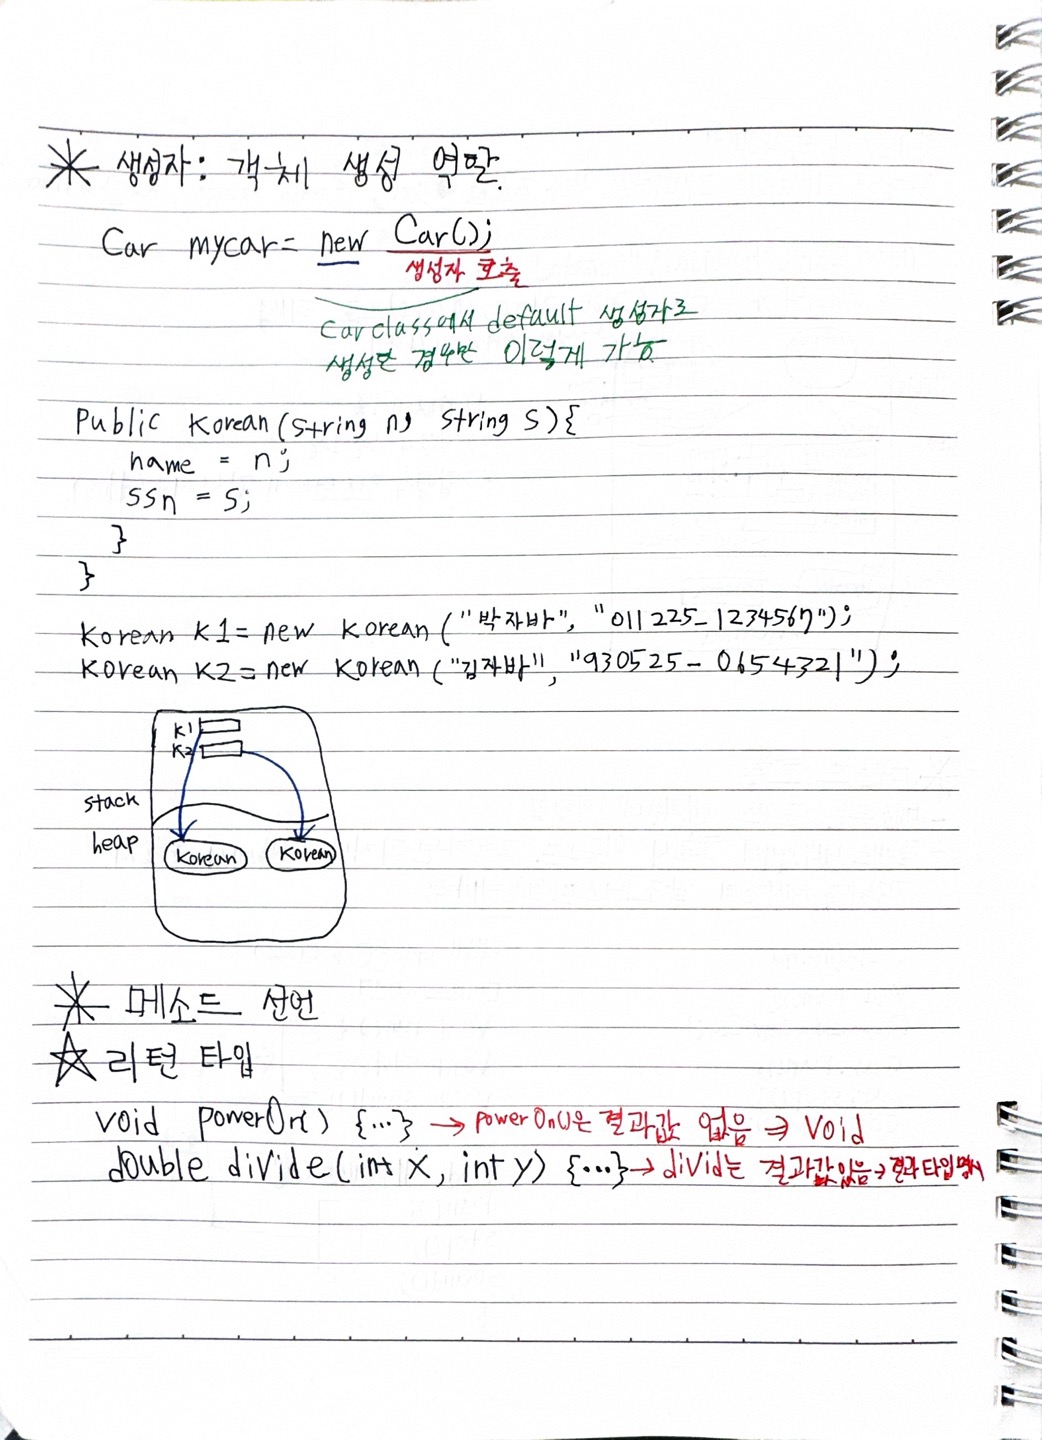 생성자: 객체 생성 역할.
Car mycar= new Car();
생성자 호출
Car class에서 default 생성자로
생성한 경우만 이렇게 가능
Public Korean(String n, String s){
name = n;
ssn = s;
}
}
Korean K1= new Korean("박자바", "011225-1234567");
Korean K2= new Korean("김자바", "930525-0654321");
K1
K2
stack
heap
Korean Korean
메소드 선언
☆ 리턴 타입
void powerOn() {...} → powerOn()은 결과값 없음 ⇒ void
double divide(int x, int y) {...} → divid는 결과값 있음 → 결과 타입 명시